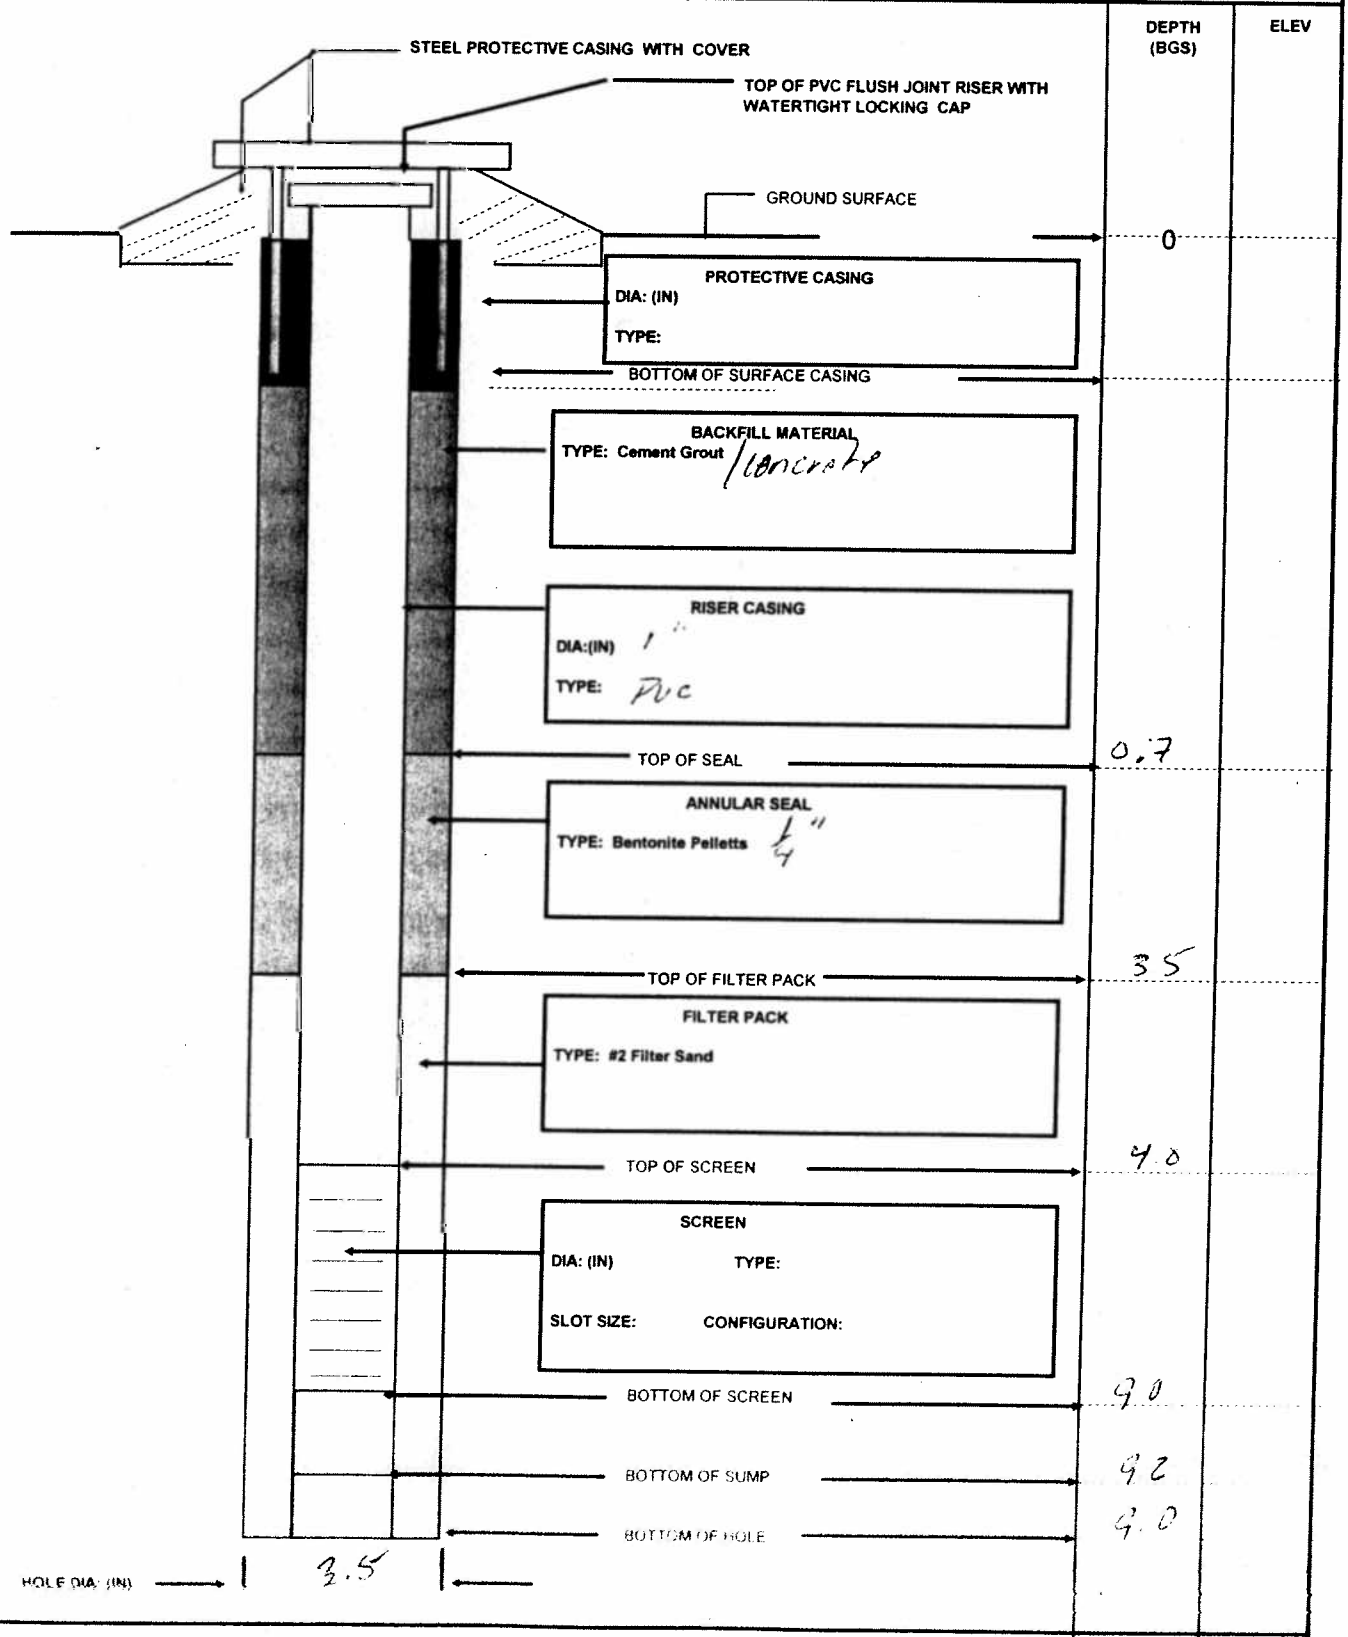 DEPTH
(BGS)
ELEV
STEEL PROTECTIVE CASING WITH COVER
TOP OF PVC FLUSH JOINT RISER WITH
WATERTIGHT LOCKING CAP
GROUND SURFACE
0
PROTECTIVE CASING
DIA: (IN)
TYPE:
BOTTOM OF SURFACE CASING
BACKFILL MATERIAL
TYPE: Cement Grout /concrete
RISER CASING
DIA:(IN) 1"
TYPE: PVC
TOP OF SEAL 0.7
ANNULAR SEAL
TYPE: Bentonite Pelletts 1/4"
TOP OF FILTER PACK 35
FILTER PACK
TYPE: #2 Filter Sand
TOP OF SCREEN 4.0
SCREEN
DIA: (IN) TYPE:
SLOT SIZE: CONFIGURATION:
BOTTOM OF SCREEN 9.0
BOTTOM OF SUMP 92
BOTTOM OF HOLE 9.0
HOLE DIA: (IN) 3.5